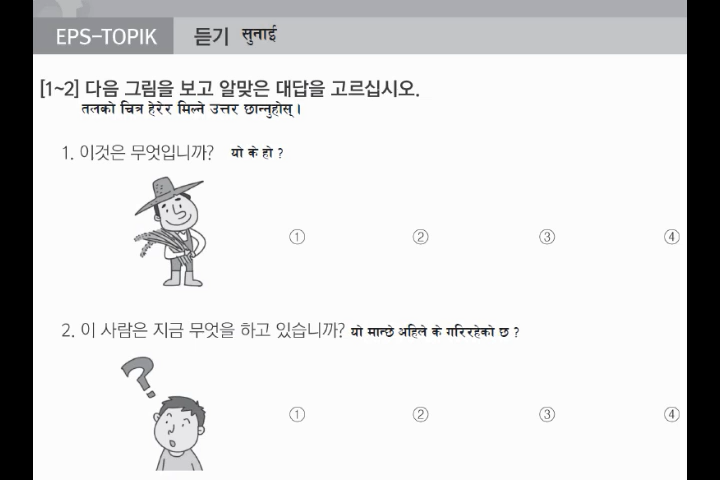 EPS-TOPIK 듣기 सुनाई
[1~2] 다음 그림을 보고 알맞은 대답을 고르십시오.
तलको चित्र हेरेर मिल्ने उत्तर छान्नुहोस् ।
1. 이것은 무엇입니까? यो के हो ?
① ② ③ ④
2. 이 사람은 지금 무엇을 하고 있습니까? यो मान्छे अहिले के गरिरहेको छ ?
?
① ② ③ ④